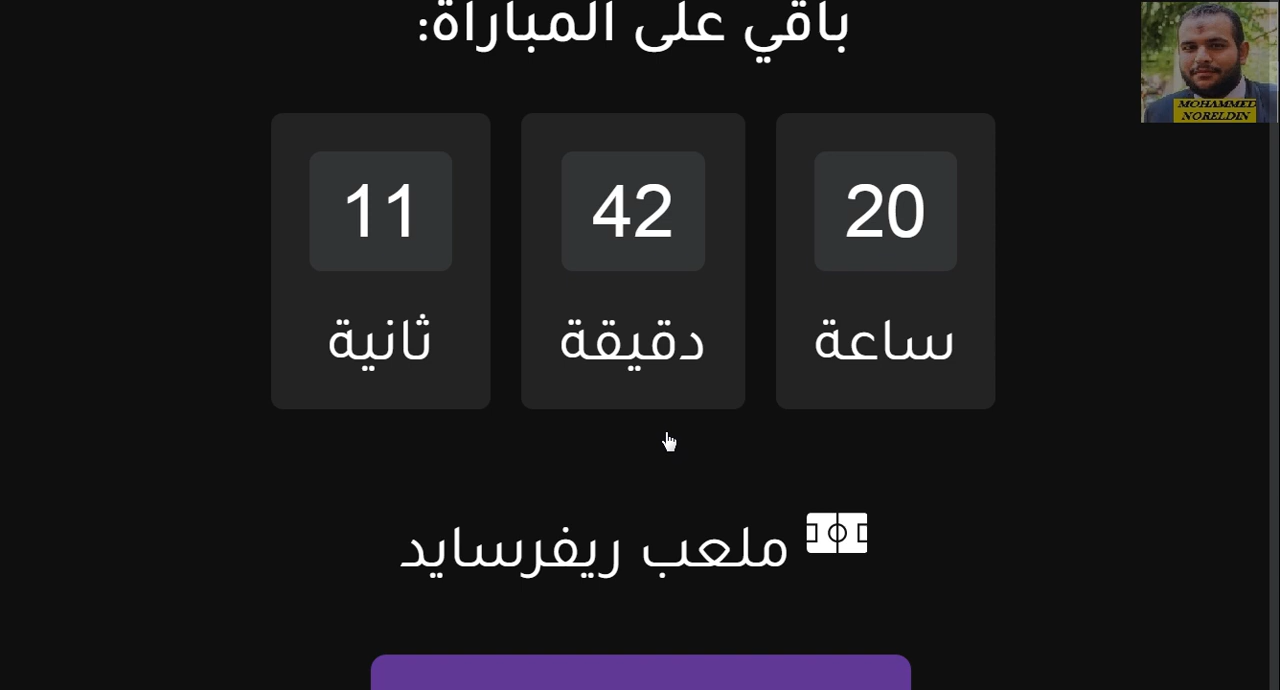 باقي على المباراة:
20
ساعة
42
دقيقة
11
ثانية
ملعب ريفرسايد
MOHAMMED
NORELDIN